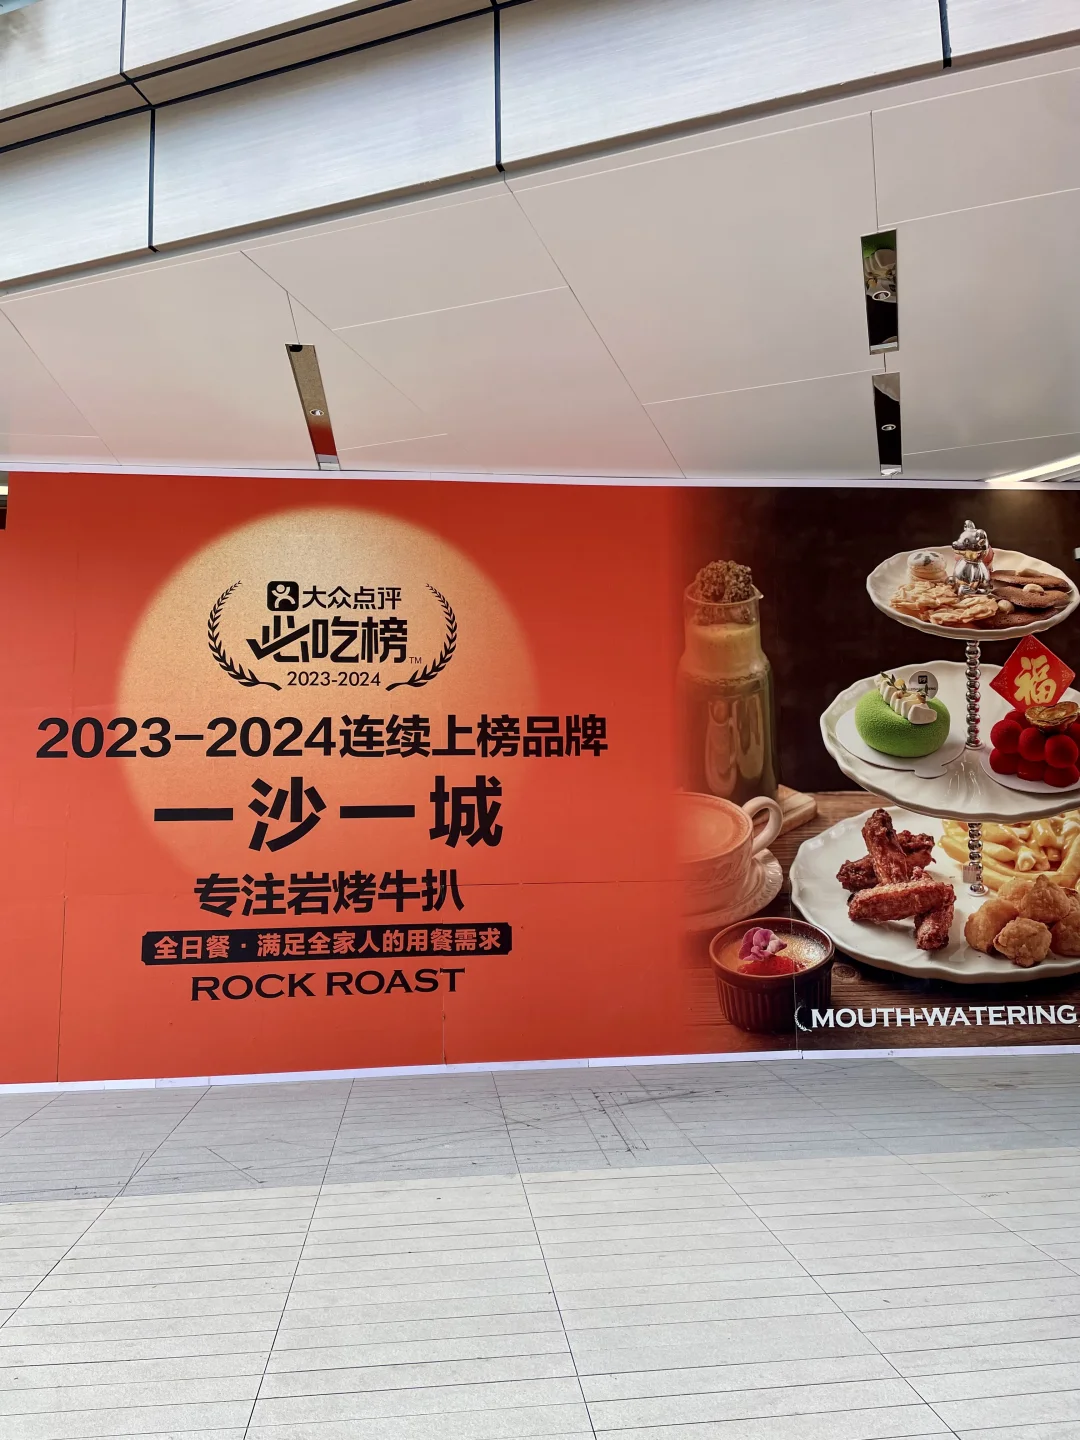 大众点评
必吃榜™
2023-2024
2023-2024连续上榜品牌
一沙一城
专注岩烤牛扒
全日餐·满足全家人的用餐需求
ROCK ROAST
福
MOUTH-WATERING